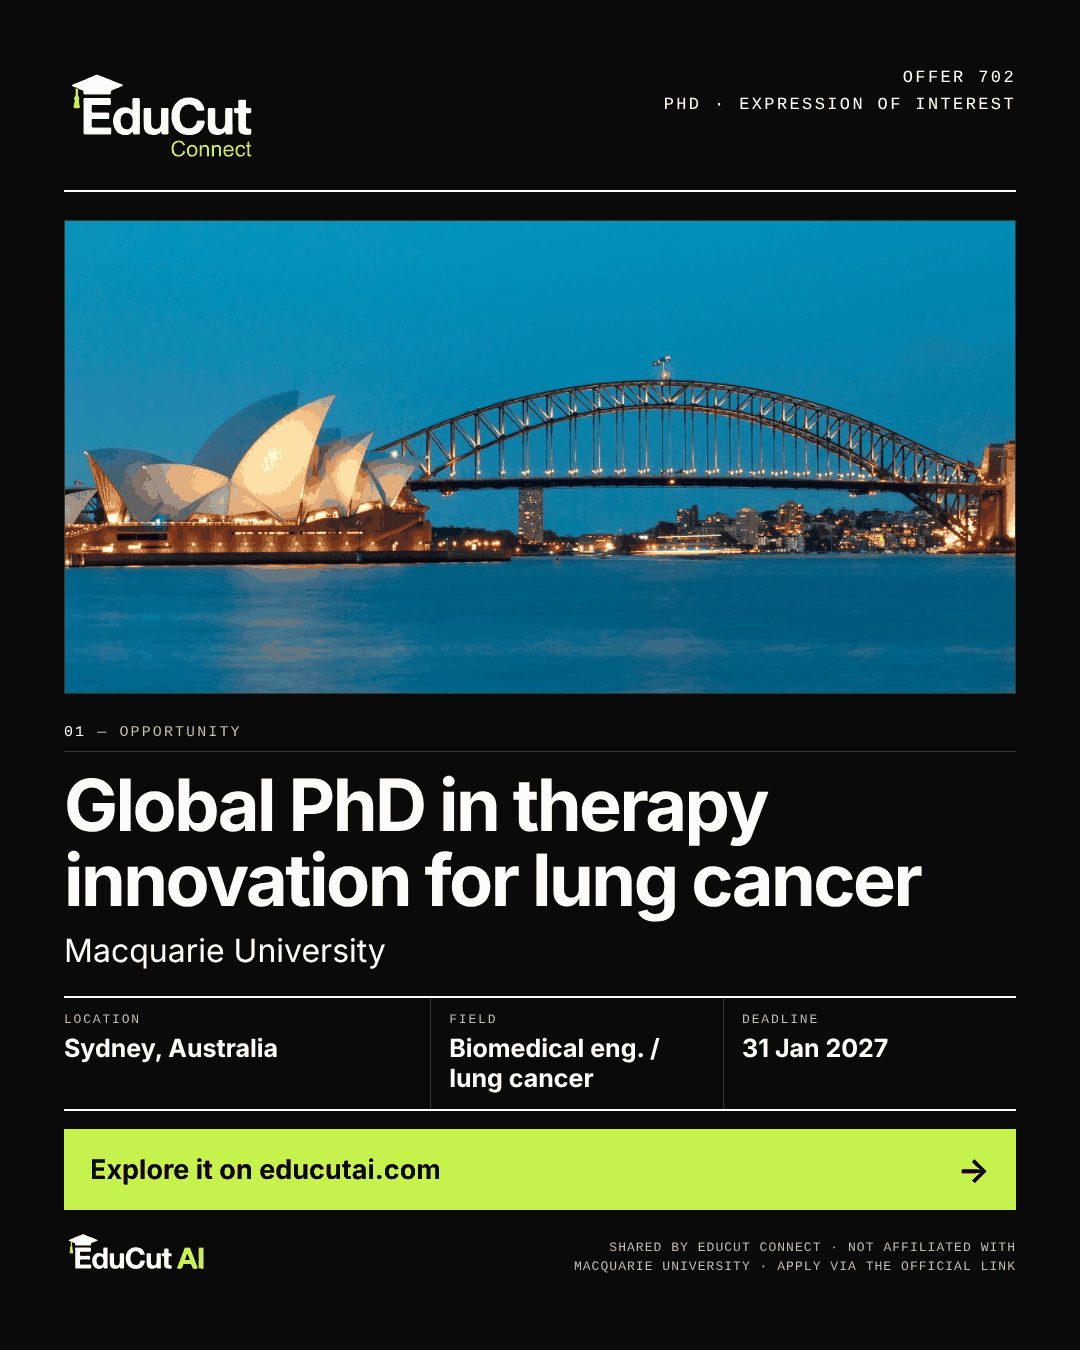 EduCut
Connect
OFFER 702
PHD · EXPRESSION OF INTEREST
01 — OPPORTUNITY
Global PhD in therapy
innovation for lung cancer
Macquarie University
LOCATION
Sydney, Australia
FIELD
Biomedical eng. /
lung cancer
DEADLINE
31 Jan 2027
Explore it on educutai.com →
EduCut AI
SHARED BY EDUCUT CONNECT · NOT AFFILIATED WITH
MACQUARIE UNIVERSITY · APPLY VIA THE OFFICIAL LINK